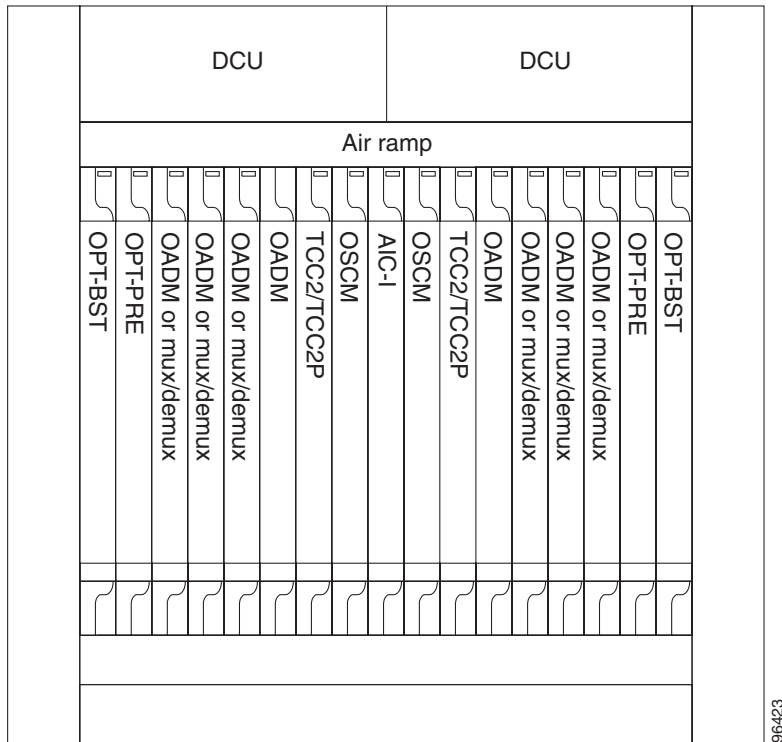 DCU
DCU
Air ramp
OPT-BST
OPT-PRE
OADM or mux/demux
OADM or mux/demux
OADM or mux/demux
OADM
TCC2/TCC2P
OSCM
AIC-I
OSCM
TCC2/TCC2P
OADM
OADM or mux/demux
OADM or mux/demux
OADM or mux/demux
OPT-PRE
OPT-BST
96423